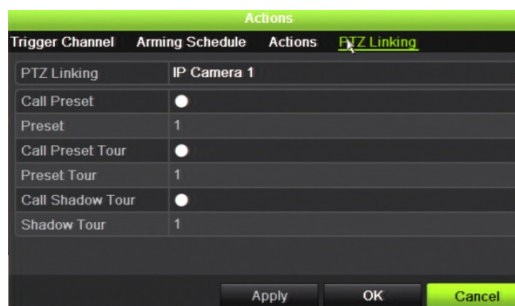 Actions
Trigger Channel Arming Schedule Actions PTZ Linking
PTZ Linking IP Camera 1
Call Preset
Preset 1
Call Preset Tour
Preset Tour 1
Call Shadow Tour
Shadow Tour 1
Apply OK Cancel